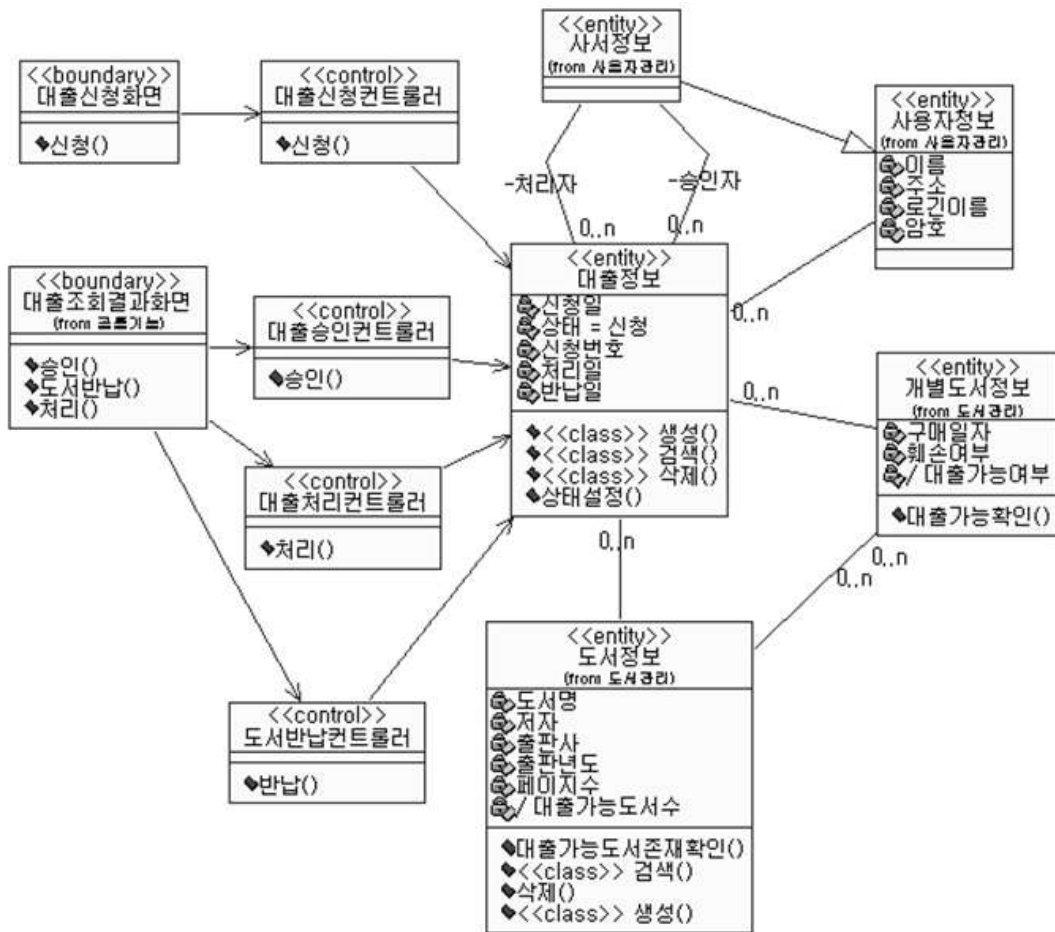 <<boundary>>
대출신청화면
신청()
<<control>>
대출신청컨트롤러
신청()
<<entity>>
사서정보
(from 사용자관리)
<<entity>>
사용자정보
(from 사용자관리)
이름
주소
로긴이름
암호
-처리자
-승인자
0..n
0..n
0..n
0..n
<<boundary>>
대출조회결과화면
(from 공통기능)
승인()
도서반납()
처리()
<<control>>
대출승인컨트롤러
승인()
<<control>>
대출처리컨트롤러
처리()
<<control>>
도서반납컨트롤러
반납()
<<entity>>
대출정보
신청일
상태 = 신청
신청번호
처리일
반납일
<<class>> 생성()
<<class>> 검색()
<<class>> 삭제()
상태설정()
0..n
<<entity>>
개별도서정보
(from 도서관리)
구매일자
훼손여부
/ 대출가능여부
대출가능확인()
0..n
0..n
<<entity>>
도서정보
(from 도서관리)
도서명
저자
출판사
출판년도
페이지수
/ 대출가능도서수
대출가능도서존재확인()
<<class>> 검색()
삭제()
<<class>> 생성()